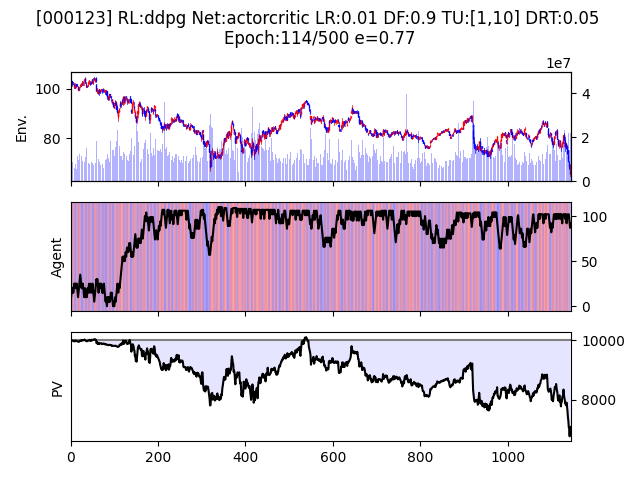 [000123] RL:ddpg Net:actorcritic LR:0.01 DF:0.9 TU:[1,10] DRT:0.05
Epoch:114/500 e=0.77
1e7
Env.
100
80
4
2
0
Agent
100
50
0
PV
10000
8000
0
200
400
600
800
1000